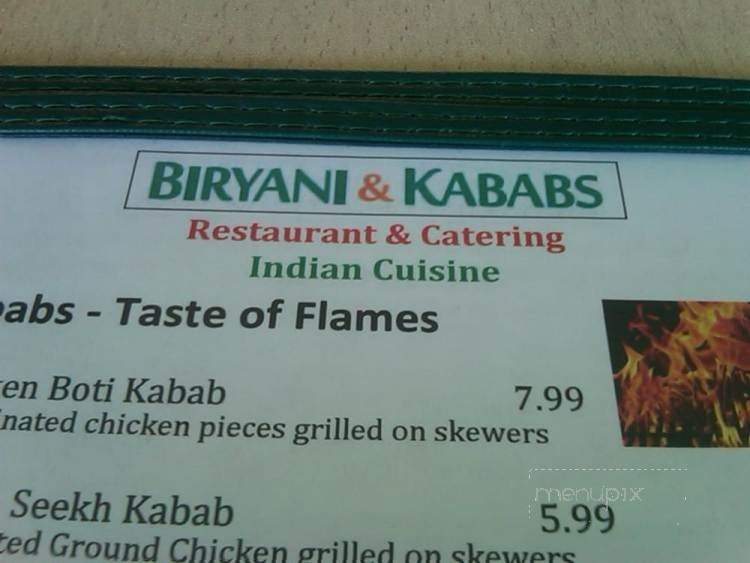 BIRYANI & KABABS
Restaurant & Catering
Indian Cuisine
abs - Taste of Flames
en Boti Kabab 7.99
nated chicken pieces grilled on skewers
menupix
Seekh Kabab 5.99
ted Ground Chicken grilled on skewers